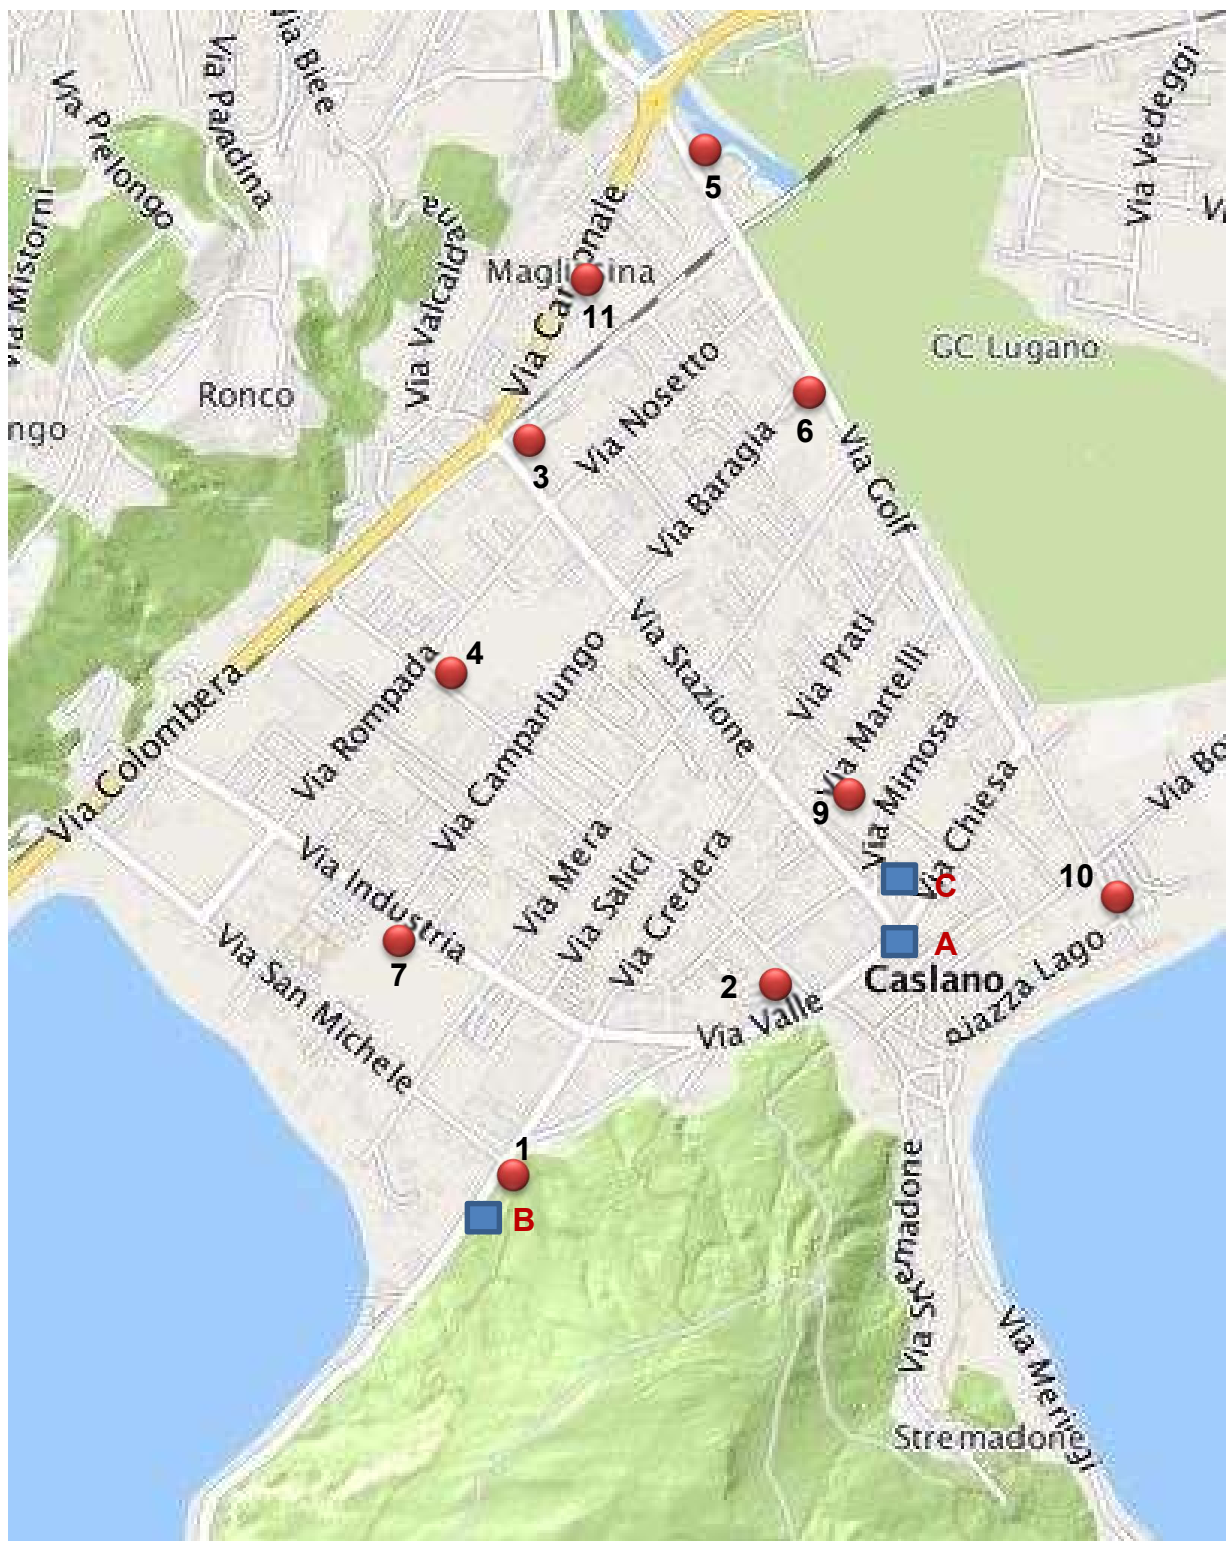 Via Biee
Via Paradina
Via Prelongo
Via Vedeggi
5
Via Mistorni
Via Valcaldana
Via Cantonale
Magliasina
11
GC Lugano
Ronco
Via Nosetto
ngo
6
3
Via Baragia
Via Golf
Via Stazione
Via Prati
4
Via Rompada
Via Camparlungo
Via Martelli
Via Colombera
Via Mimosa
Via Bo
Via Chiesa
9
Via Industria
Via Mera
Via Salici
Via Credera
10
C
A
Via San Michele
7
2
Caslano
Piazza Lago
Via Valle
1
B
Via Stremadone
Via Meriggi
Stremadone